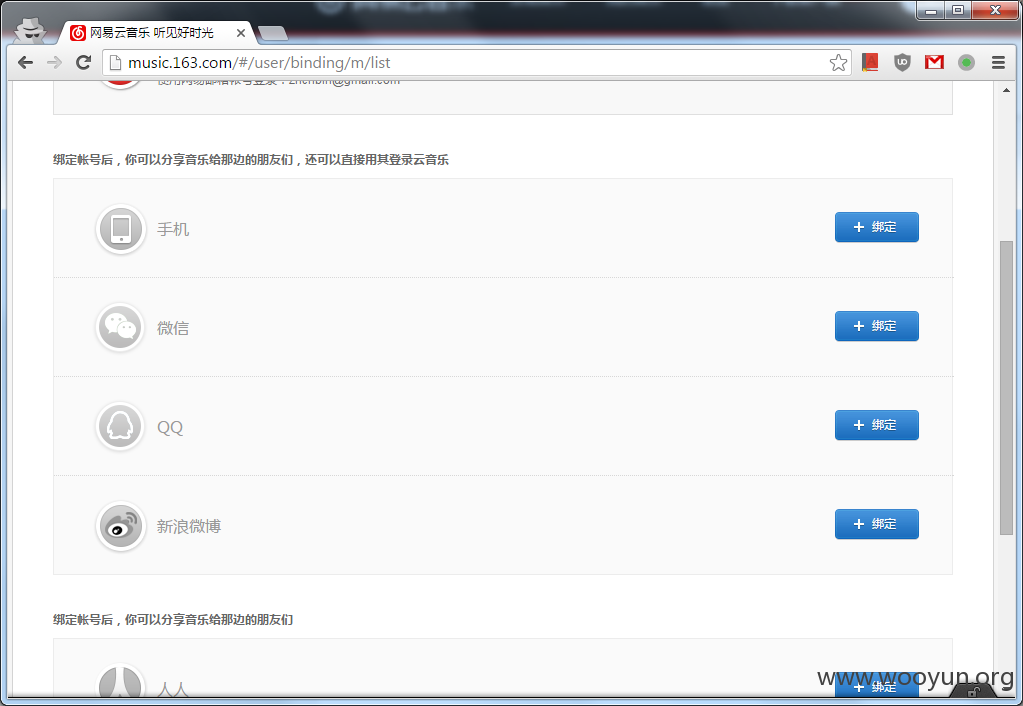 网易云音乐 听见好时光
music.163.com/#/user/binding/m/list
绑定帐号后，你可以分享音乐给那边的朋友们，还可以直接用其登录云音乐
手机
+ 绑定
微信
+ 绑定
QQ
+ 绑定
新浪微博
+ 绑定
绑定帐号后，你可以分享音乐给那边的朋友们
人人
+ 绑定
www.wooyun.org